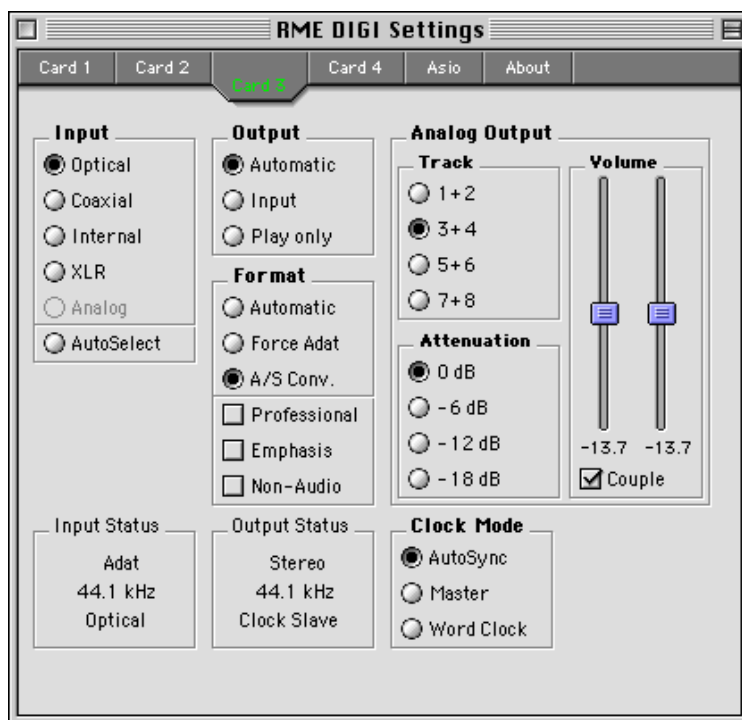 RME DIGI Settings
Card 1
Card 2
Card 3
Card 4
Asio
About
Input
Optical
Coaxial
Internal
XLR
Analog
AutoSelect
Output
Automatic
Input
Play only
Format
Automatic
Force Adat
A/S Conv.
Professional
Emphasis
Non-Audio
Analog Output
Track
1+2
3+4
5+6
7+8
Attenuation
0 dB
-6 dB
-12 dB
-18 dB
Volume
-13.7 -13.7
Couple
Input Status
Adat
44.1 kHz
Optical
Output Status
Stereo
44.1 kHz
Clock Slave
Clock Mode
AutoSync
Master
Word Clock